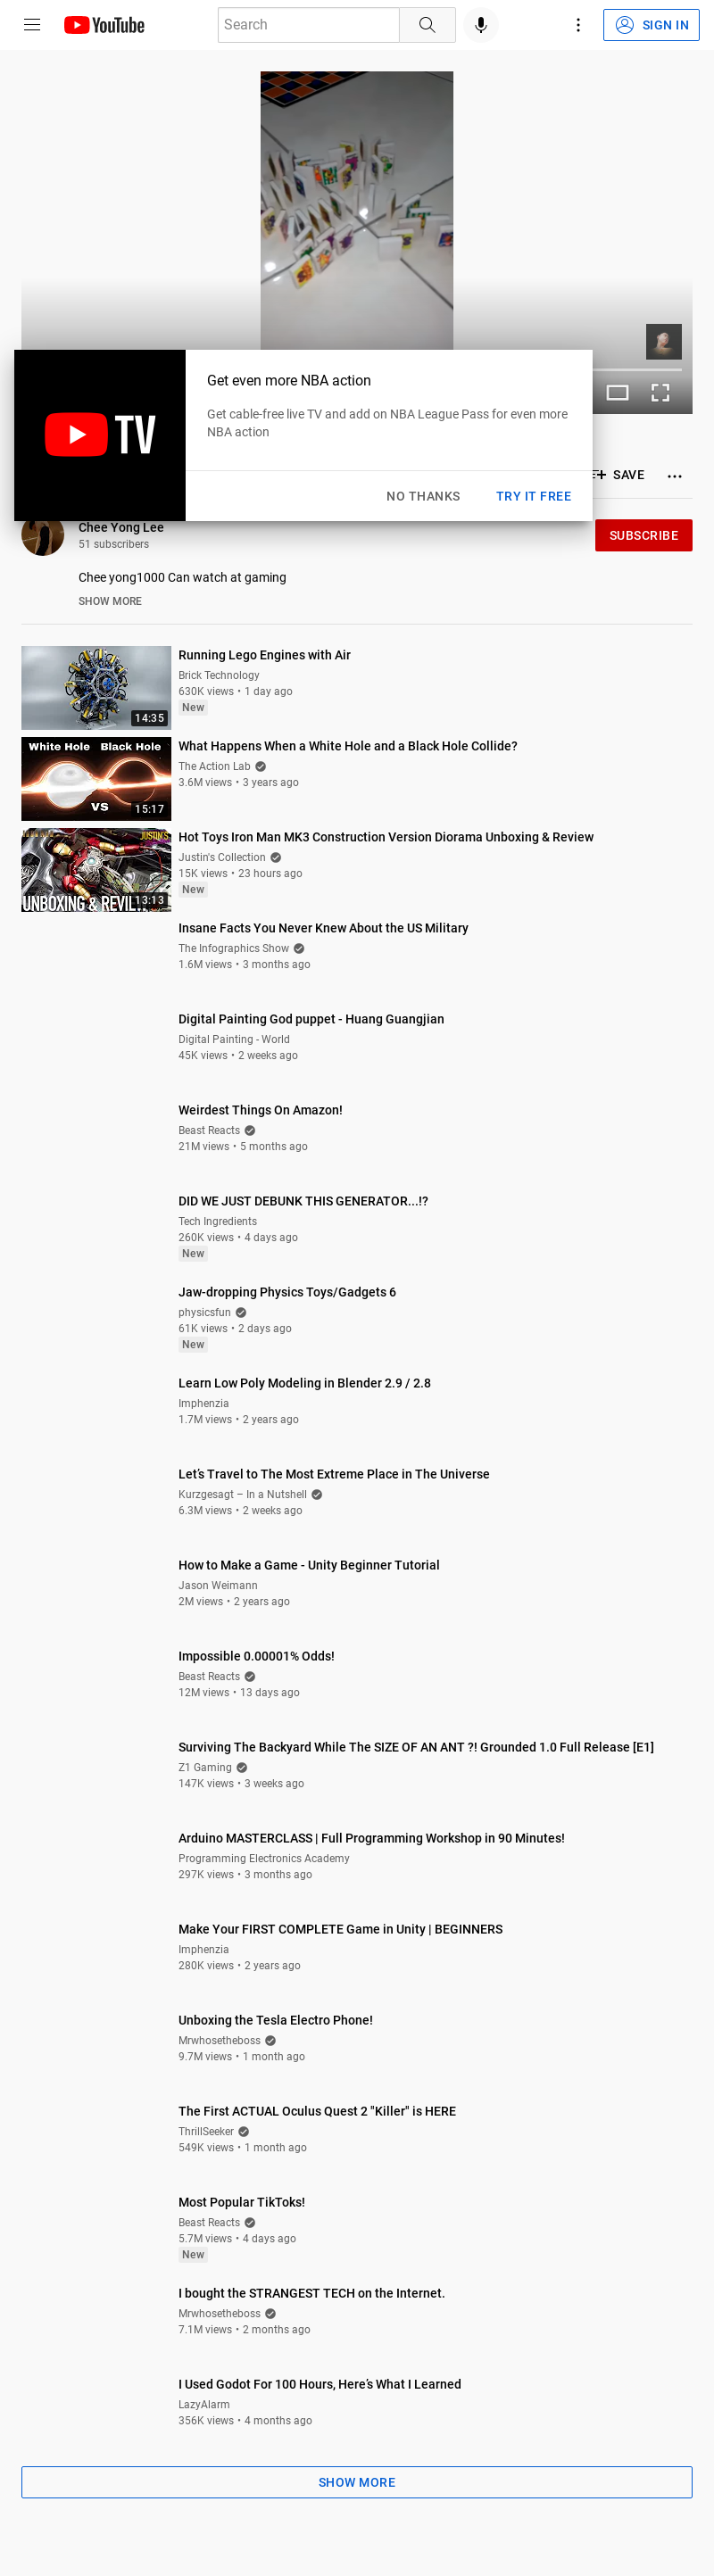 YouTube
Search
SIGN IN
Get even more NBA action
Get cable-free live TV and add on NBA League Pass for even more
NBA action
TV
NO THANKS
TRY IT FREE
SAVE
Chee Yong Lee
51 subscribers
SUBSCRIBE
Chee yong1000 Can watch at gaming
SHOW MORE
Running Lego Engines with Air
Brick Technology
630K views • 1 day ago
New
14:35
White Hole Black Hole
VS
15:17
What Happens When a White Hole and a Black Hole Collide?
The Action Lab
3.6M views • 3 years ago
JUSTIN'S
UNBOXING & REVI
13:13
Hot Toys Iron Man MK3 Construction Version Diorama Unboxing & Review
Justin's Collection
15K views • 23 hours ago
New
Insane Facts You Never Knew About the US Military
The Infographics Show
1.6M views • 3 months ago
Digital Painting God puppet - Huang Guangjian
Digital Painting - World
45K views • 2 weeks ago
Weirdest Things On Amazon!
Beast Reacts
21M views • 5 months ago
DID WE JUST DEBUNK THIS GENERATOR...!?
Tech Ingredients
260K views • 4 days ago
New
Jaw-dropping Physics Toys/Gadgets 6
physicsfun
61K views • 2 days ago
New
Learn Low Poly Modeling in Blender 2.9 / 2.8
Imphenzia
1.7M views • 2 years ago
Let’s Travel to The Most Extreme Place in The Universe
Kurzgesagt – In a Nutshell
6.3M views • 2 weeks ago
How to Make a Game - Unity Beginner Tutorial
Jason Weimann
2M views • 2 years ago
Impossible 0.00001% Odds!
Beast Reacts
12M views • 13 days ago
Surviving The Backyard While The SIZE OF AN ANT ?! Grounded 1.0 Full Release [E1]
Z1 Gaming
147K views • 3 weeks ago
Arduino MASTERCLASS | Full Programming Workshop in 90 Minutes!
Programming Electronics Academy
297K views • 3 months ago
Make Your FIRST COMPLETE Game in Unity | BEGINNERS
Imphenzia
280K views • 2 years ago
Unboxing the Tesla Electro Phone!
Mrwhosetheboss
9.7M views • 1 month ago
The First ACTUAL Oculus Quest 2 "Killer" is HERE
ThrillSeeker
549K views • 1 month ago
Most Popular TikToks!
Beast Reacts
5.7M views • 4 days ago
New
I bought the STRANGEST TECH on the Internet.
Mrwhosetheboss
7.1M views • 2 months ago
I Used Godot For 100 Hours, Here’s What I Learned
LazyAlarm
356K views • 4 months ago
SHOW MORE